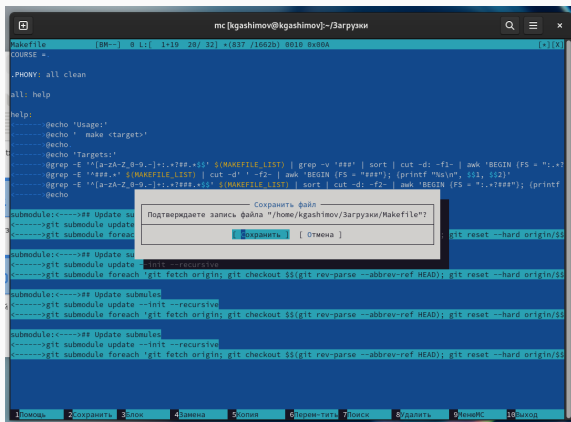 mc [kgashimov@kgashimov]:~/Загрузки
Makefile [BM--] 0 L:[ 1+19 20/ 32] *(837 /1662b) 0010 0x00A [*][X]
COURSE =
.PHONY: all clean
all: help
help:
@echo 'Usage:'
@echo ' make <target>'
@echo
@echo 'Targets:'
@grep -E '^[a-zA-Z_0-9.-]+:.*?##.*$$' $(MAKEFILE_LIST) | grep -v '###' | sort | cut -d: -f1- | awk 'BEGIN {FS = ":.*?
@grep -E '^###.*' $(MAKEFILE_LIST) | cut -d' ' -f2- | awk 'BEGIN {FS = "###"}; {printf "%s\n", $$1, $$2}'
@grep -E '^[a-zA-Z_0-9.-]+:.*?###.*$$' $(MAKEFILE_LIST) | sort | cut -d: -f2- | awk 'BEGIN {FS = ":.*?###"}; {printf
@echo
Сохранить файл
Подтверждаете запись файла "/home/kgashimov/Загрузки/Makefile"?
[ Сохранить ] [ Отмена ]
submodule:<---->## Update su
<------>git submodule update
<------>git submodule foreac ; git reset --hard origin/$$
submodule:<---->## Update su
<------>git submodule update --init --recursive
<------>git submodule foreach 'git fetch origin; git checkout $$(git rev-parse --abbrev-ref HEAD); git reset --hard origin/$$
submodule:<---->## Update submules
<------>git submodule update --init --recursive
<------>git submodule foreach 'git fetch origin; git checkout $$(git rev-parse --abbrev-ref HEAD); git reset --hard origin/$$
submodule:<---->## Update submules
<------>git submodule update --init --recursive
<------>git submodule foreach 'git fetch origin; git checkout $$(git rev-parse --abbrev-ref HEAD); git reset --hard origin/$$
1Помощь 2Сохранить 3Блок 4Замена 5Копия 6Перем-тить 7Поиск 8Удалить 9МенюMC 10Выход